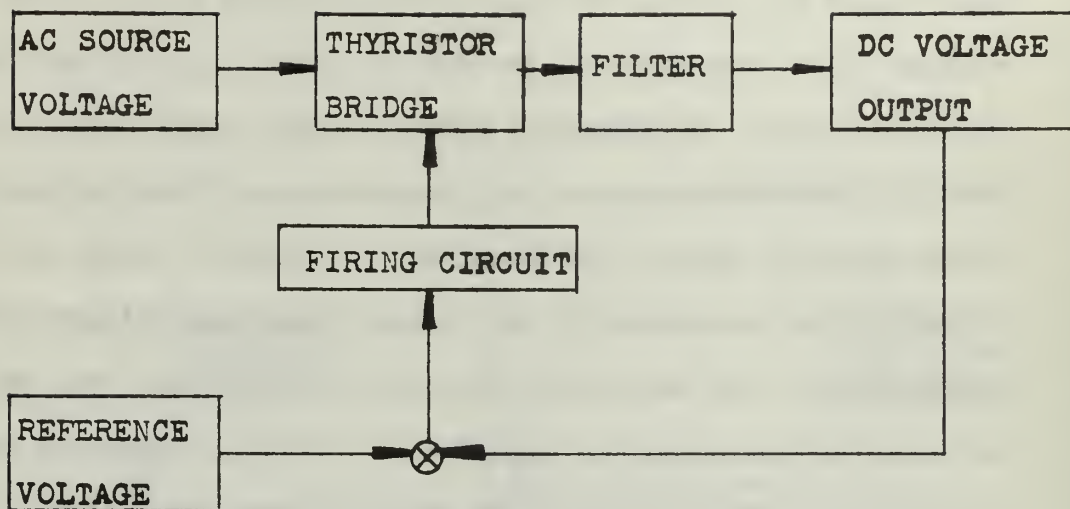 AC SOURCE
VOLTAGE
THYRISTOR
BRIDGE
FILTER
DC VOLTAGE
OUTPUT
FIRING CIRCUIT
REFERENCE
VOLTAGE